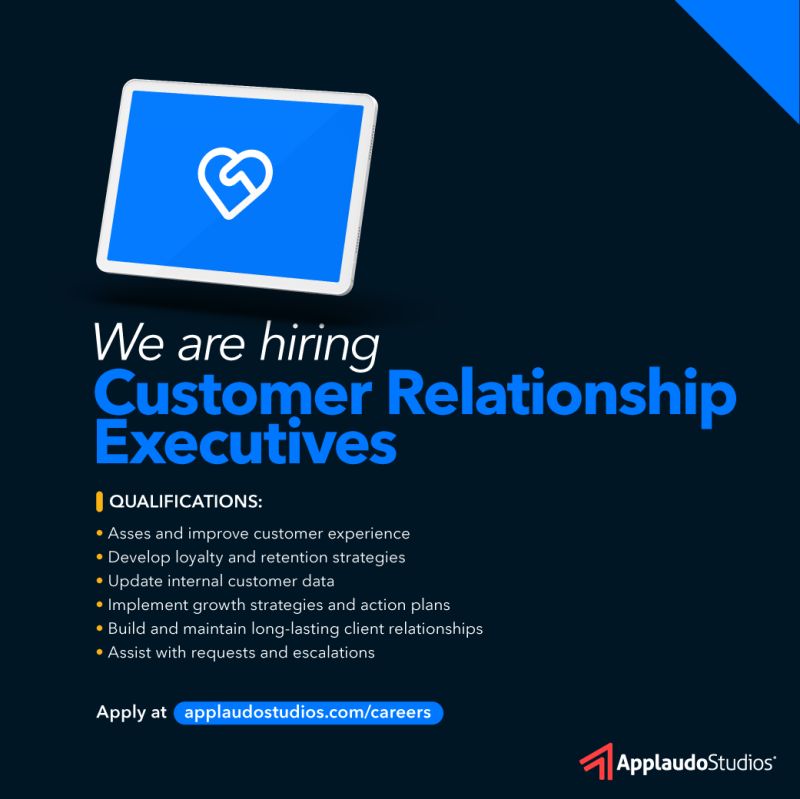 We are hiring
Customer Relationship
Executives
QUALIFICATIONS:
• Asses and improve customer experience
• Develop loyalty and retention strategies
• Update internal customer data
• Implement growth strategies and action plans
• Build and maintain long-lasting client relationships
• Assist with requests and escalations
Apply at applaudostudios.com/careers
ApplaudoStudios